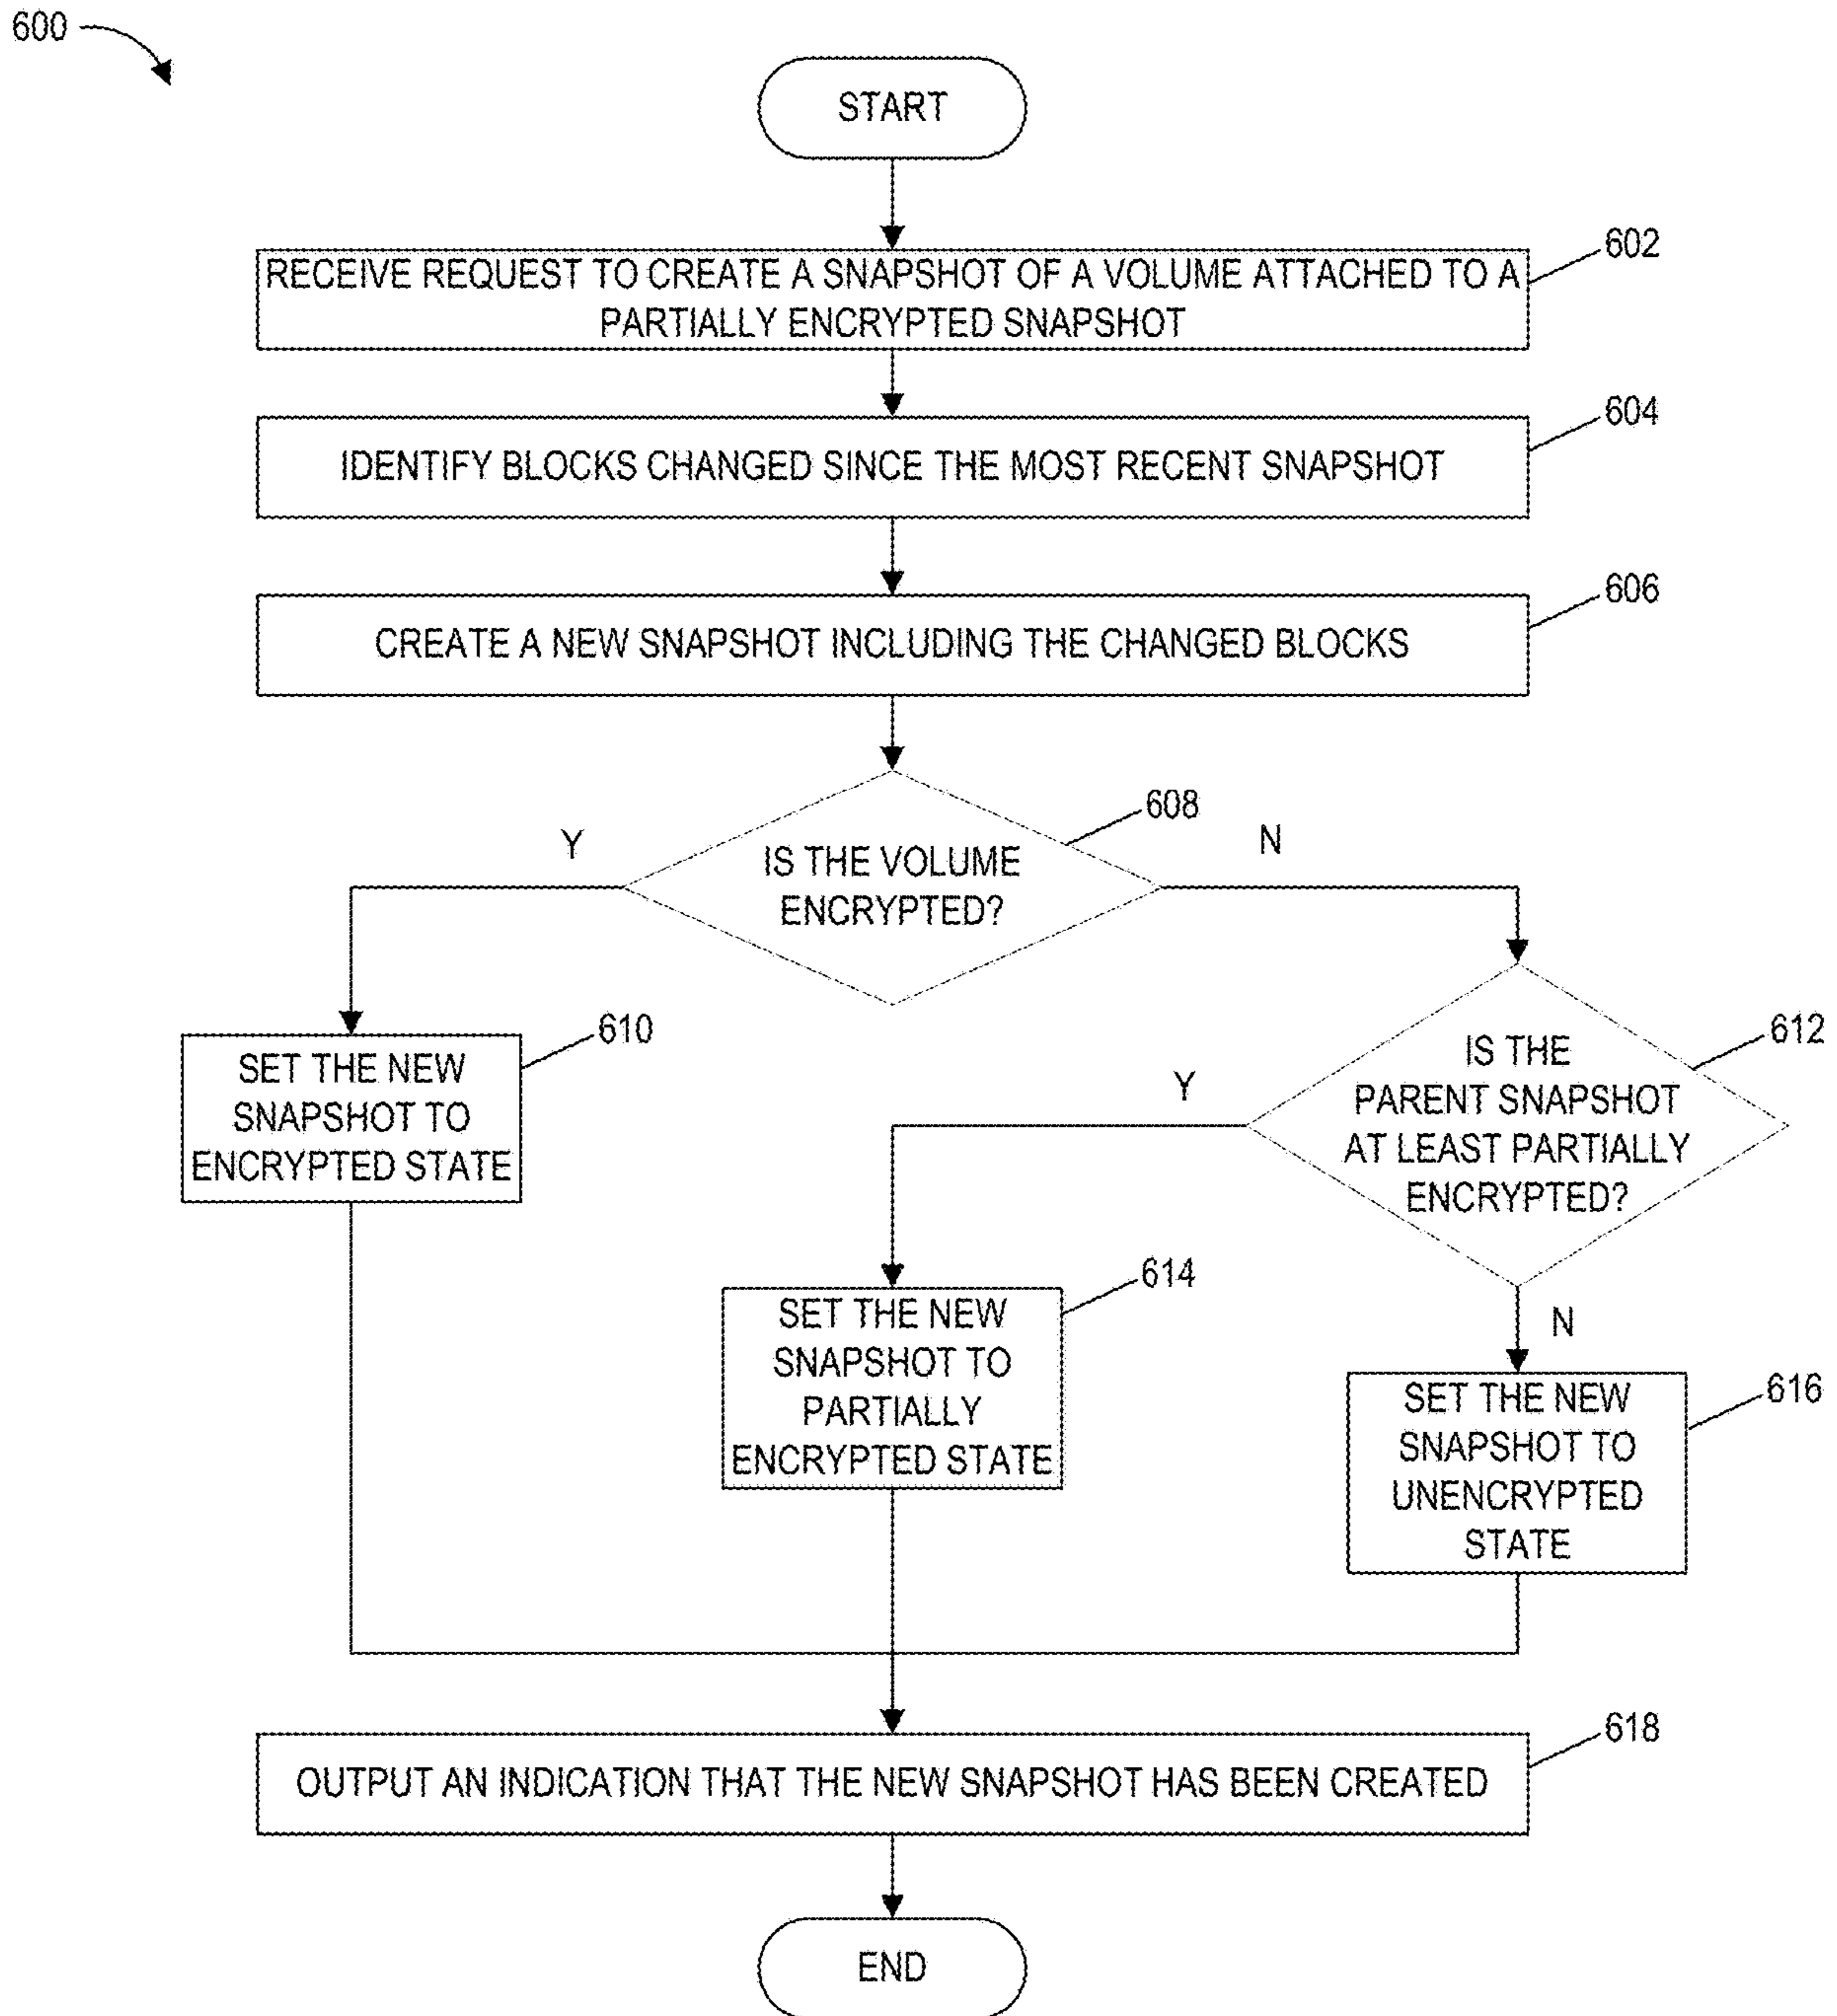 600
START
602
RECEIVE REQUEST TO CREATE A SNAPSHOT OF A VOLUME ATTACHED TO A
PARTIALLY ENCRYPTED SNAPSHOT
604
IDENTIFY BLOCKS CHANGED SINCE THE MOST RECENT SNAPSHOT
606
CREATE A NEW SNAPSHOT INCLUDING THE CHANGED BLOCKS
608
Y
N
IS THE VOLUME
ENCRYPTED?
610
SET THE NEW
SNAPSHOT TO
ENCRYPTED STATE
612
IS THE
PARENT SNAPSHOT
AT LEAST PARTIALLY
ENCRYPTED?
Y
N
614
SET THE NEW
SNAPSHOT TO
PARTIALLY
ENCRYPTED STATE
616
SET THE NEW
SNAPSHOT TO
UNENCRYPTED
STATE
618
OUTPUT AN INDICATION THAT THE NEW SNAPSHOT HAS BEEN CREATED
END